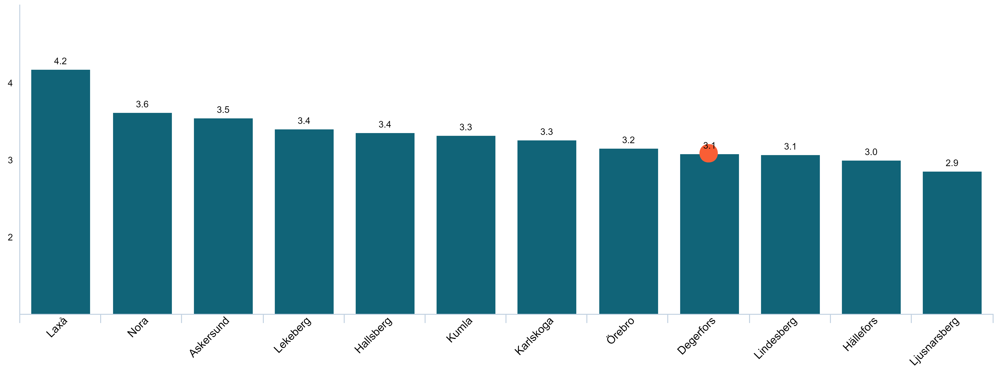 4.2
3.6
3.5
3.4
3.4
3.3
3.3
3.2
3.1
3.1
3.0
2.9
4
3
2
Laxå
Nora
Askersund
Lekeberg
Hallsberg
Kumla
Karlskoga
Örebro
Degerfors
Lindesberg
Hällefors
Ljusnarsberg